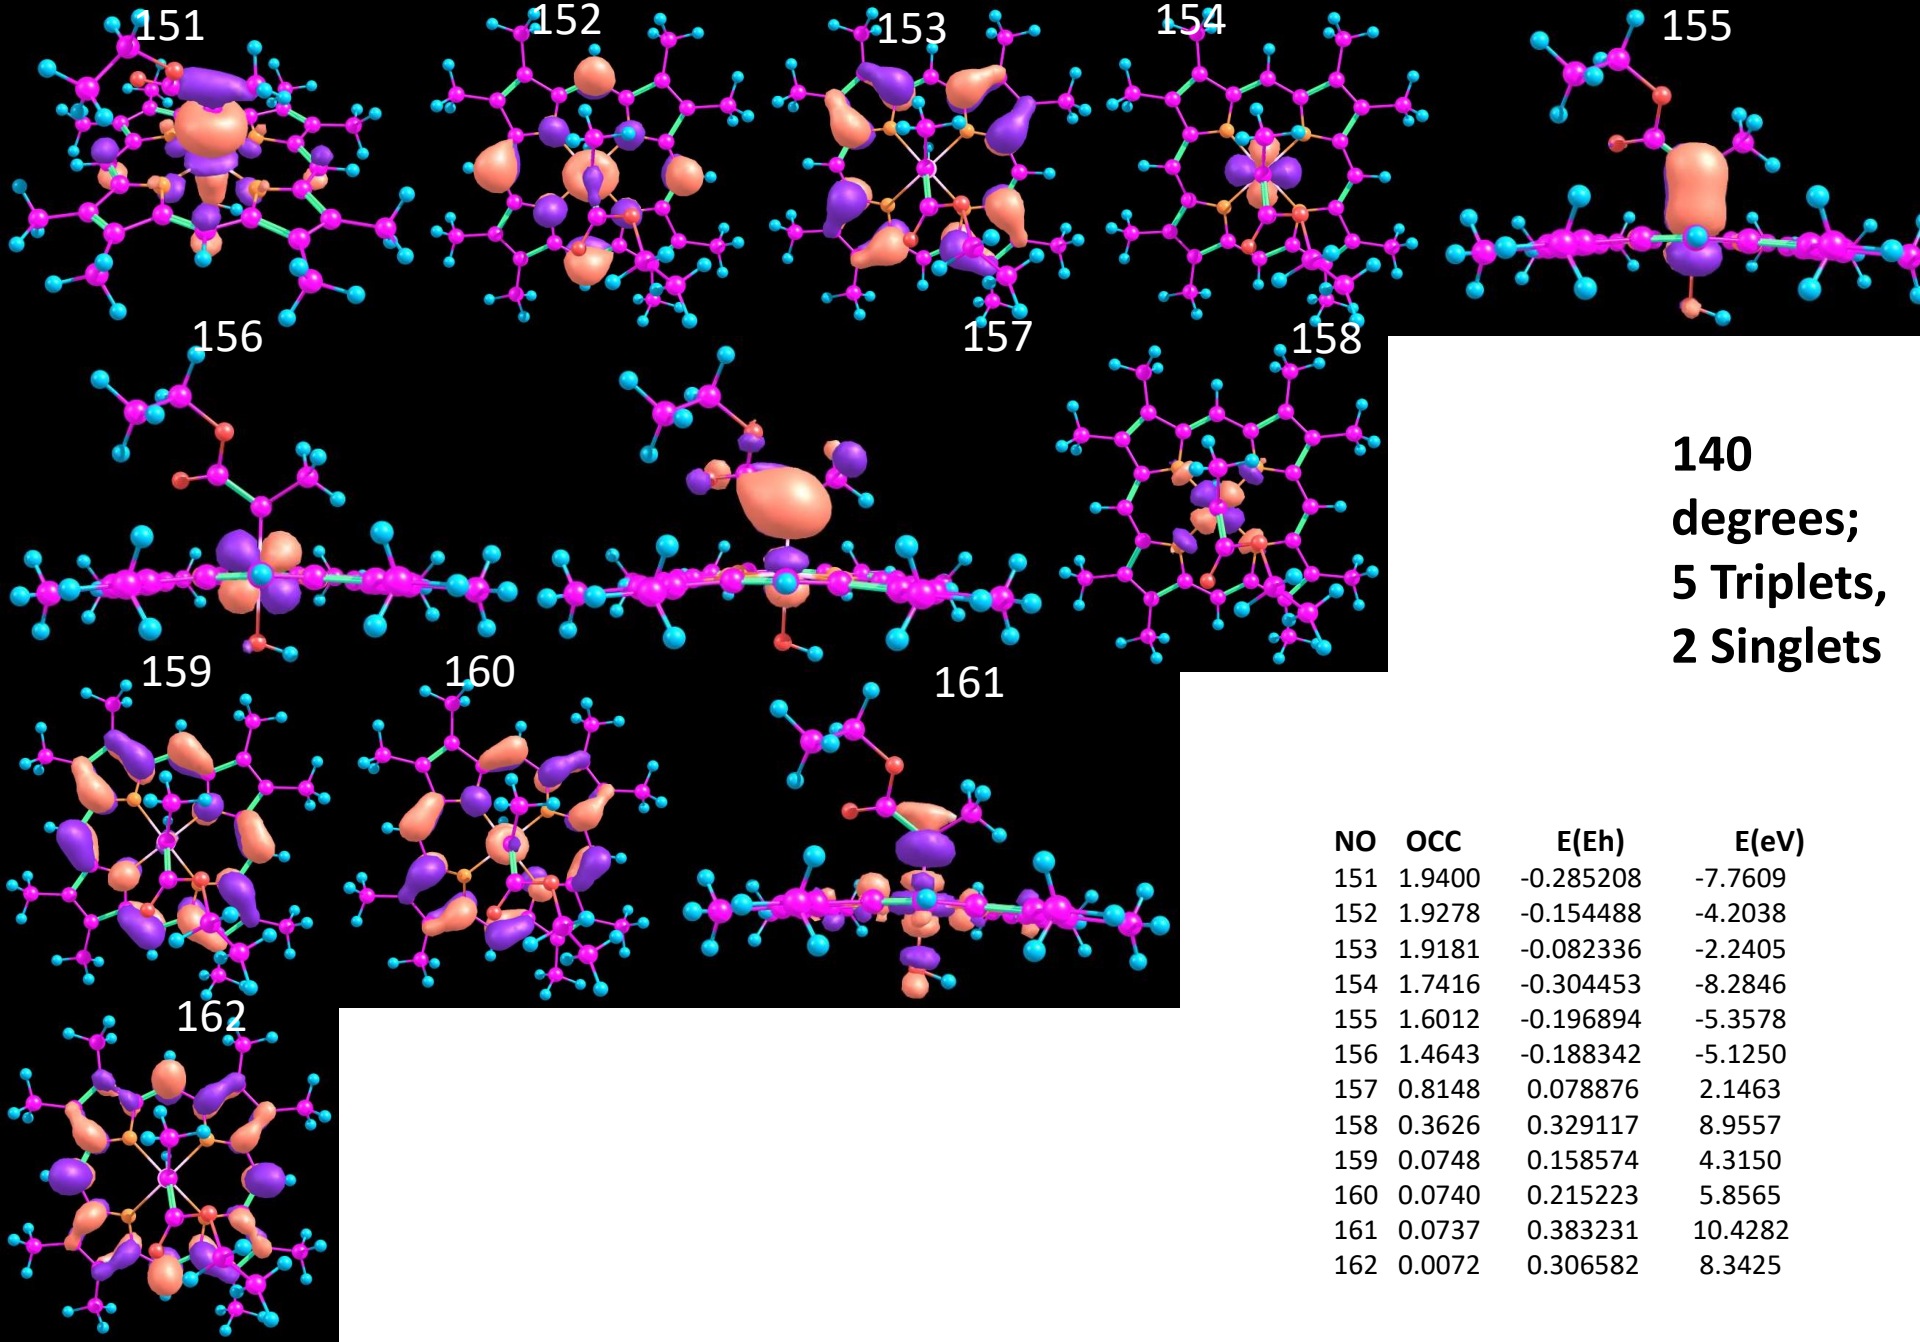 151
152
153
154
155
156
157
158
140
degrees;
5 Triplets,
2 Singlets
159
160
161
NO OCC E(Eh) E(eV)
151 1.9400 -0.285208 -7.7609
152 1.9278 -0.154488 -4.2038
153 1.9181 -0.082336 -2.2405
154 1.7416 -0.304453 -8.2846
155 1.6012 -0.196894 -5.3578
156 1.4643 -0.188342 -5.1250
157 0.8148 0.078876 2.1463
158 0.3626 0.329117 8.9557
159 0.0748 0.158574 4.3150
160 0.0740 0.215223 5.8565
161 0.0737 0.383231 10.4282
162 0.0072 0.306582 8.3425
162